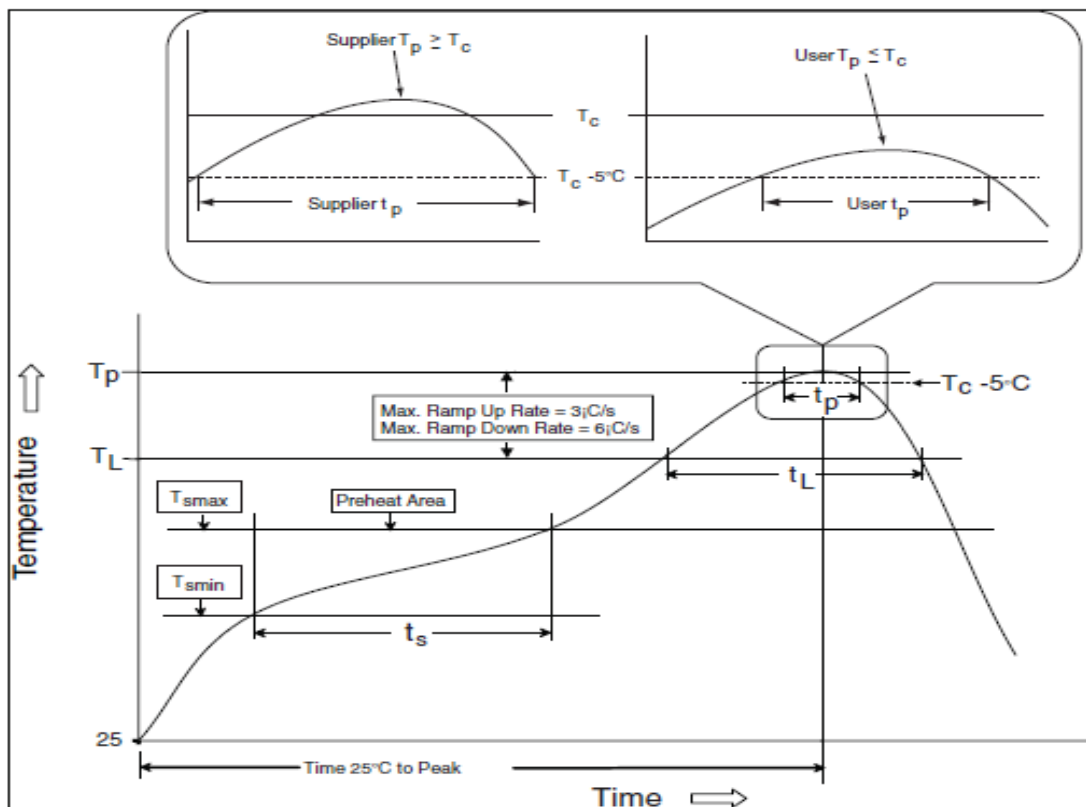 Supplier Tp ≥ Tc
User Tp ≤ Tc
Tc
Tc -5°C
Supplier tp
User tp
Tp
Tc -5°C
tp
Max. Ramp Up Rate = 3¡C/s
Max. Ramp Down Rate = 6¡C/s
TL
tL
Tsmax
Preheat Area
Tsmin
ts
Temperature
25
Time 25°C to Peak
Time